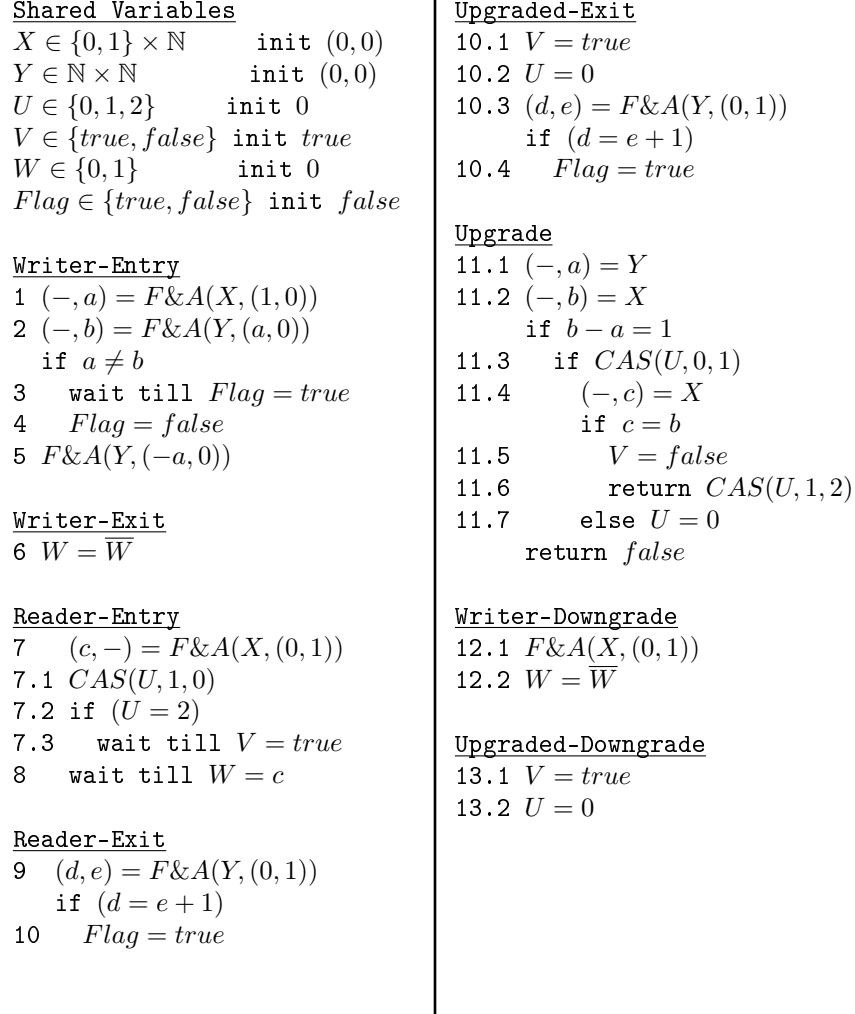 Shared Variables
X ∈ {0, 1} × ℕ init (0, 0)
Y ∈ ℕ × ℕ init (0, 0)
U ∈ {0, 1, 2} init 0
V ∈ {true, false} init true
W ∈ {0, 1} init 0
Flag ∈ {true, false} init false
Writer-Entry
1 (−, a) = F&A(X, (1, 0))
2 (−, b) = F&A(Y, (a, 0))
if a ≠ b
3 wait till Flag = true
4 Flag = false
5 F&A(Y, (−a, 0))
Writer-Exit
6 W = W̅
Reader-Entry
7 (c, −) = F&A(X, (0, 1))
7.1 CAS(U, 1, 0)
7.2 if (U = 2)
7.3 wait till V = true
8 wait till W = c
Reader-Exit
9 (d, e) = F&A(Y, (0, 1))
if (d = e + 1)
10 Flag = true
Upgraded-Exit
10.1 V = true
10.2 U = 0
10.3 (d, e) = F&A(Y, (0, 1))
if (d = e + 1)
10.4 Flag = true
Upgrade
11.1 (−, a) = Y
11.2 (−, b) = X
if b − a = 1
11.3 if CAS(U, 0, 1)
11.4 (−, c) = X
if c = b
11.5 V = false
11.6 return CAS(U, 1, 2)
11.7 else U = 0
return false
Writer-Downgrade
12.1 F&A(X, (0, 1))
12.2 W = W̅
Upgraded-Downgrade
13.1 V = true
13.2 U = 0